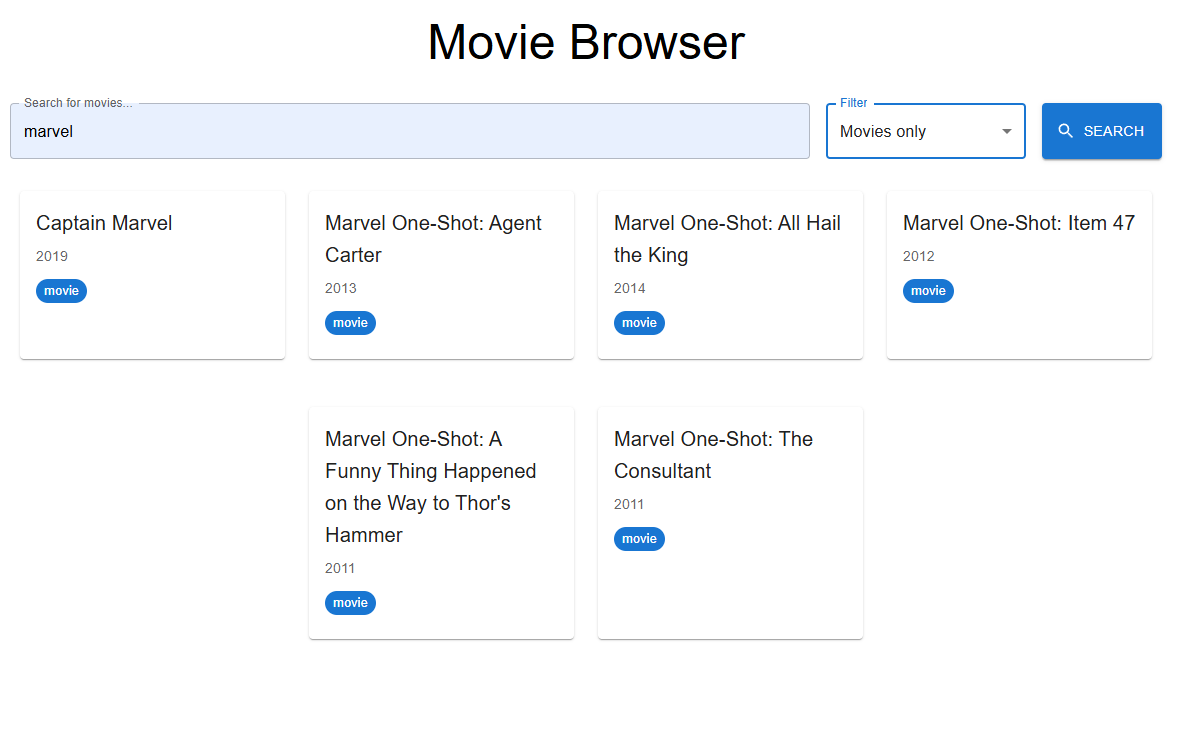 Movie Browser
Search for movies...
marvel
Filter
Movies only
SEARCH
Captain Marvel
2019
movie
Marvel One-Shot: Agent
Carter
2013
movie
Marvel One-Shot: All Hail
the King
2014
movie
Marvel One-Shot: Item 47
2012
movie
Marvel One-Shot: A
Funny Thing Happened
on the Way to Thor's
Hammer
2011
movie
Marvel One-Shot: The
Consultant
2011
movie